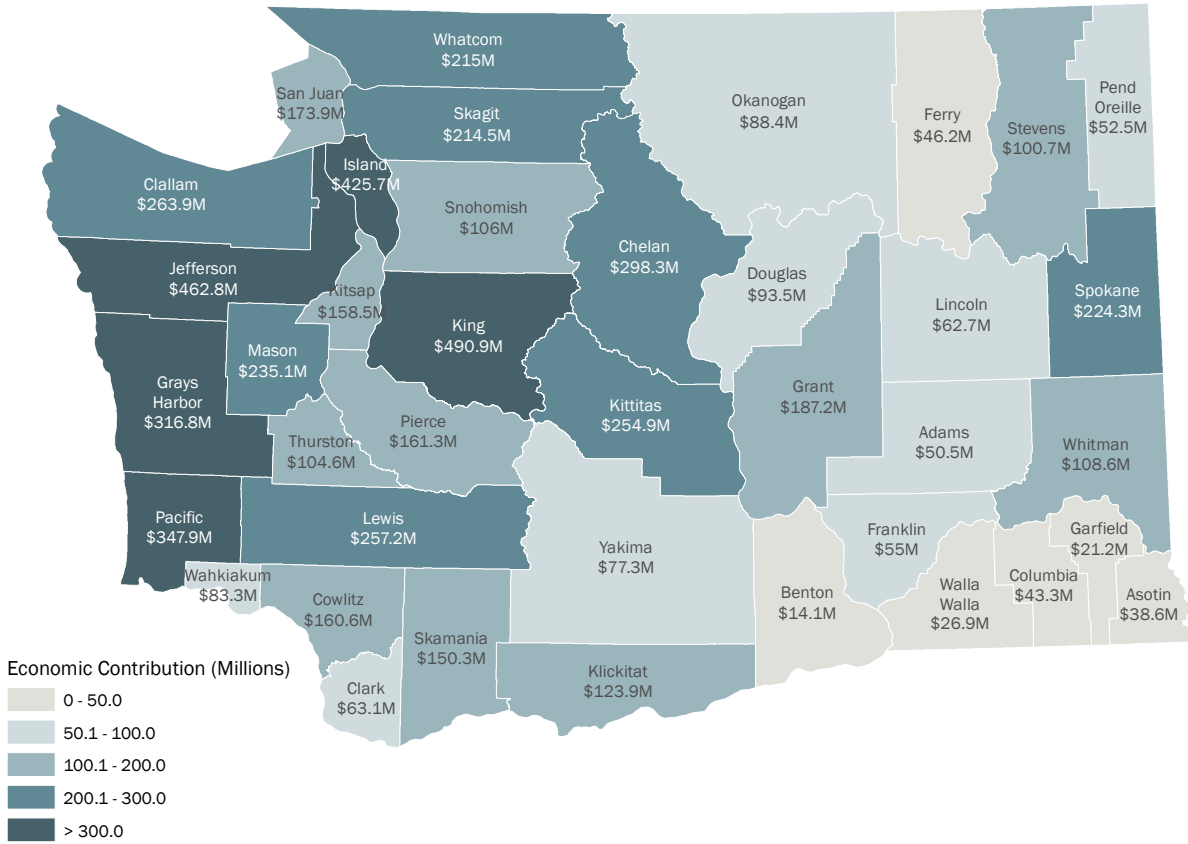 Whatcom
$215M
San Juan
$173.9M
Skagit
$214.5M
Okanogan
$88.4M
Ferry
$46.2M
Stevens
$100.7M
Pend
Oreille
$52.5M
Island
$425.7M
Clallam
$263.9M
Snohomish
$106M
Chelan
$298.3M
Jefferson
$462.8M
Kitsap
$158.5M
Douglas
$93.5M
Lincoln
$62.7M
Spokane
$224.3M
King
$490.9M
Mason
$235.1M
Grays
Harbor
$316.8M
Grant
$187.2M
Kittitas
$254.9M
Pierce
$161.3M
Thurston
$104.6M
Adams
$50.5M
Whitman
$108.6M
Pacific
$347.9M
Lewis
$257.2M
Yakima
$77.3M
Franklin
$55M
Garfield
$21.2M
Wahkiakum
$83.3M
Cowlitz
$160.6M
Benton
$14.1M
Walla
Walla
$26.9M
Columbia
$43.3M
Asotin
$38.6M
Skamania
$150.3M
Klickitat
$123.9M
Clark
$63.1M
Economic Contribution (Millions)
0 - 50.0
50.1 - 100.0
100.1 - 200.0
200.1 - 300.0
> 300.0